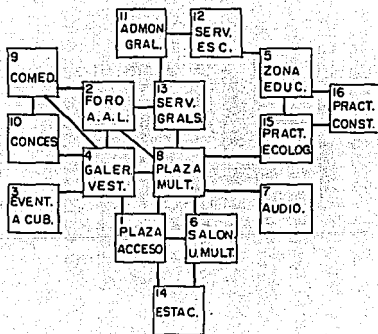 11
ADMON
GRAL.
12
SERV.
ESC.
9
COMED.
2
FORO
A.A.L.
13
SERV.
GRALS.
5
ZONA
EDUC.
16
PRACT.
CONST.
10
CONCES
4
GALER.
VEST.
8
PLAZA
MULT.
15
PRACT.
ECOLOG
3
EVENT.
A CUB.
7
AUDIO.
1
PLAZA
ACCESO
6
SALON.
U.MULT.
14
ESTAC.